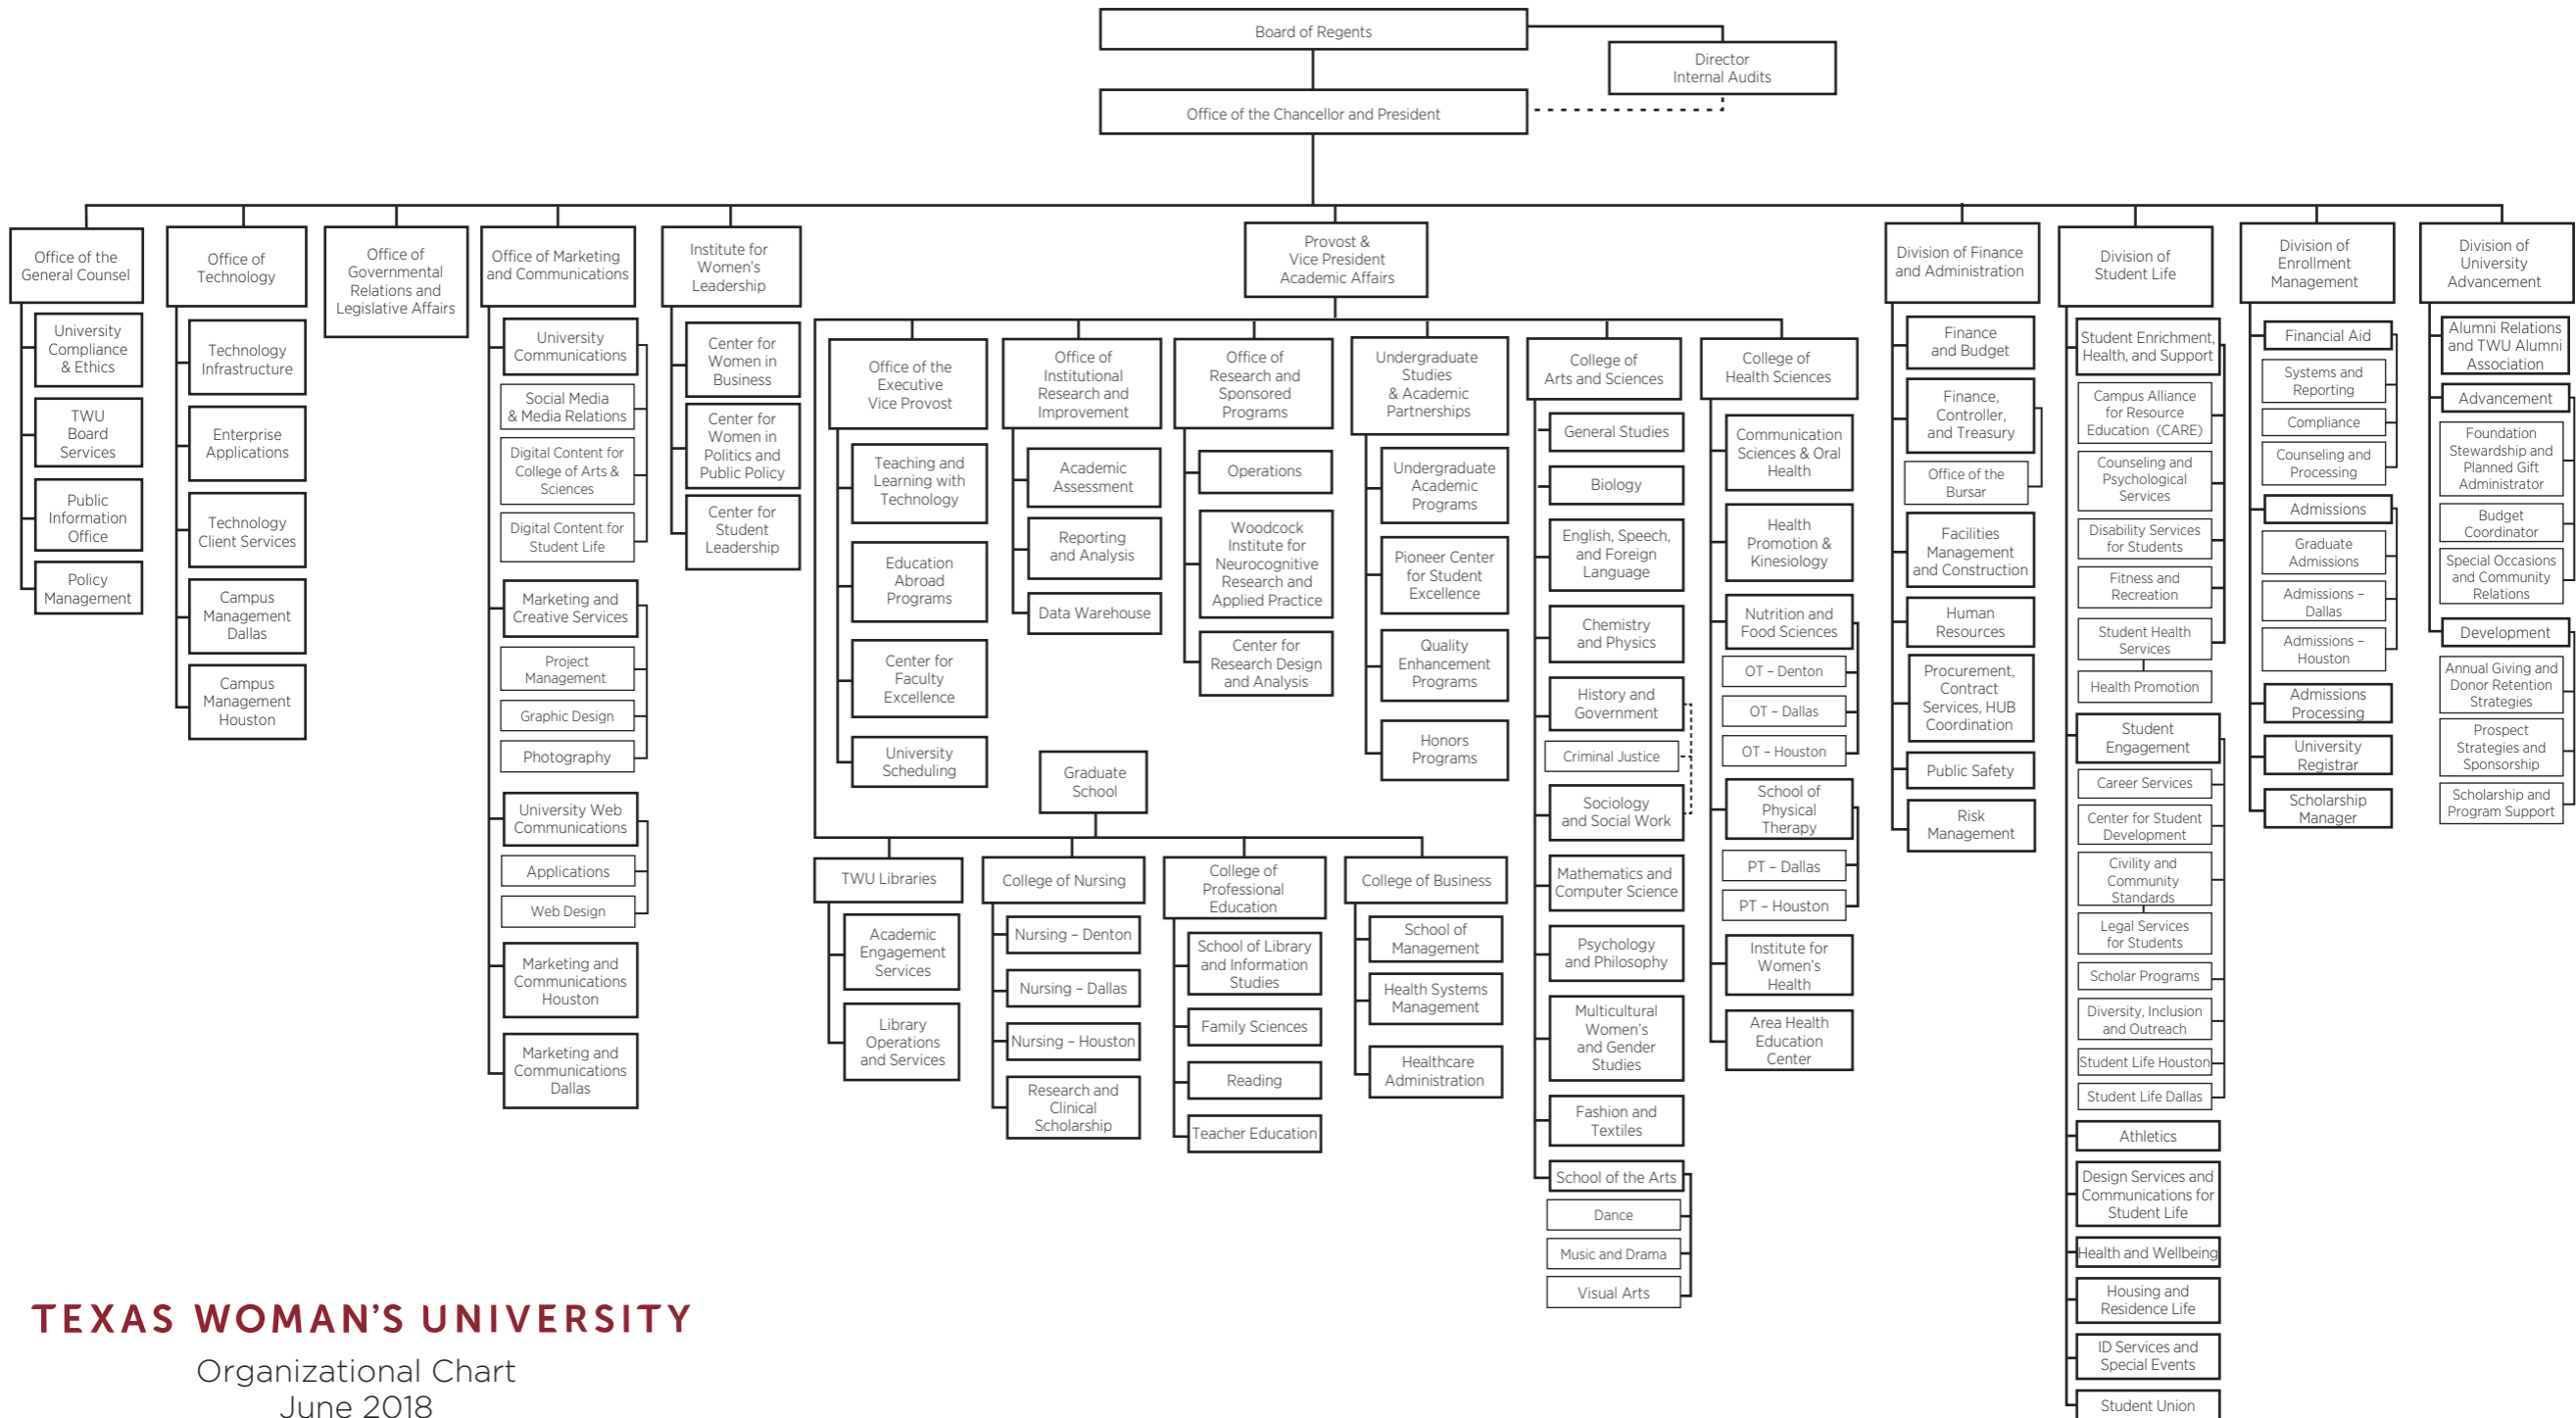 Board of Regents
Director
Internal Audits
Office of the Chancellor and President
Office of the
General Counsel
University
Compliance
& Ethics
TWU
Board
Services
Public
Information
Office
Policy
Management
Office of
Technology
Technology
Infrastructure
Enterprise
Applications
Technology
Client Services
Campus
Management
Dallas
Campus
Management
Houston
Office of
Governmental
Relations and
Legislative Affairs
Office of Marketing
and Communications
University
Communications
Social Media
& Media Relations
Digital Content for
College of Arts &
Sciences
Digital Content for
Student Life
Marketing and
Creative Services
Project
Management
Graphic Design
Photography
University Web
Communications
Applications
Web Design
Marketing and
Communications
Houston
Marketing and
Communications
Dallas
Institute for
Women's
Leadership
Center for
Women in
Business
Center for
Women in
Politics and
Public Policy
Center for
Student
Leadership
Provost &
Vice President
Academic Affairs
Office of the
Executive
Vice Provost
Teaching and
Learning with
Technology
Education
Abroad
Programs
Center for
Faculty
Excellence
University
Scheduling
Office of
Institutional
Research and
Improvement
Academic
Assessment
Reporting
and Analysis
Data Warehouse
Office of
Research and
Sponsored
Programs
Operations
Woodcock
Institute for
Neurocognitive
Research and
Applied Practice
Center for
Research Design
and Analysis
Undergraduate
Studies
& Academic
Partnerships
Undergraduate
Academic
Programs
Pioneer Center
for Student
Excellence
Quality
Enhancement
Programs
Honors
Programs
College of
Arts and Sciences
General Studies
Biology
English, Speech,
and Foreign
Language
Chemistry
and Physics
History and
Government
Criminal Justice
Sociology
and Social Work
Mathematics and
Computer Science
Psychology
and Philosophy
Multicultural
Women's
and Gender
Studies
Fashion and
Textiles
School of the Arts
Dance
Music and Drama
Visual Arts
College of
Health Sciences
Communication
Sciences & Oral
Health
Health
Promotion &
Kinesiology
Nutrition and
Food Sciences
OT – Denton
OT – Dallas
OT – Houston
School of
Physical
Therapy
PT – Dallas
PT – Houston
Institute for
Women's
Health
Area Health
Education
Center
Graduate
School
TWU Libraries
Academic
Engagement
Services
Library
Operations
and Services
College of Nursing
Nursing – Denton
Nursing – Dallas
Nursing – Houston
Research and
Clinical
Scholarship
College of
Professional
Education
School of Library
and Information
Studies
Family Sciences
Reading
Teacher Education
College of Business
School of
Management
Health Systems
Management
Healthcare
Administration
Division of Finance
and Administration
Finance
and Budget
Finance,
Controller,
and Treasury
Office of the
Bursar
Facilities
Management
and Construction
Human
Resources
Procurement,
Contract
Services, HUB
Coordination
Public Safety
Risk
Management
Division of
Student Life
Student Enrichment,
Health, and Support
Campus Alliance
for Resource
Education (CARE)
Counseling and
Psychological
Services
Disability Services
for Students
Fitness and
Recreation
Student Health
Services
Health Promotion
Student
Engagement
Career Services
Center for Student
Development
Civility and
Community
Standards
Legal Services
for Students
Scholar Programs
Diversity, Inclusion
and Outreach
Student Life Houston
Student Life Dallas
Athletics
Design Services and
Communications for
Student Life
Health and Wellbeing
Housing and
Residence Life
ID Services and
Special Events
Student Union
Division of
Enrollment
Management
Financial Aid
Systems and
Reporting
Compliance
Counseling and
Processing
Admissions
Graduate
Admissions
Admissions –
Dallas
Admissions –
Houston
Admissions
Processing
University
Registrar
Scholarship
Manager
Division of
University
Advancement
Alumni Relations
and TWU Alumni
Association
Advancement
Foundation
Stewardship and
Planned Gift
Administrator
Budget
Coordinator
Special Occasions
and Community
Relations
Development
Annual Giving and
Donor Retention
Strategies
Prospect
Strategies and
Sponsorship
Scholarship and
Program Support
TEXAS WOMAN'S UNIVERSITY
Organizational Chart
June 2018